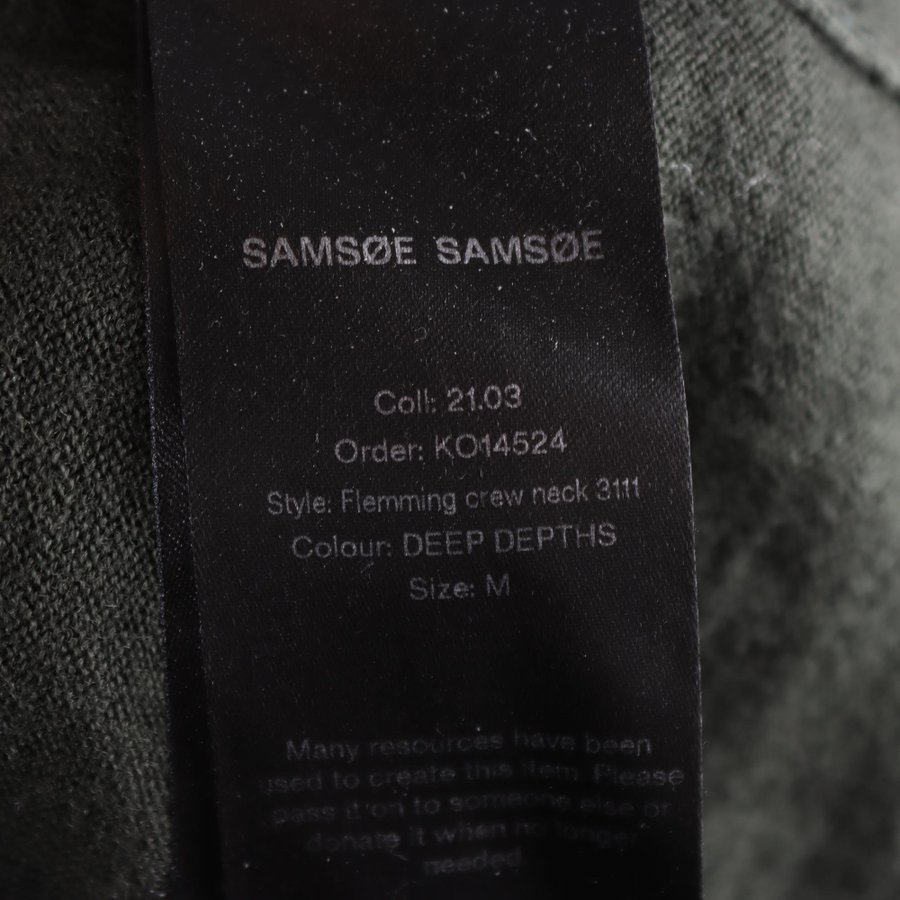 SAMSØE SAMSØE
Coll: 21.03
Order: KO14524
Style: Flemming crew neck 3111
Colour: DEEP DEPTHS
Size: M
Many resources have been
used to create this item. Please
pass it on to someone else or
donate it when no longer
needed.